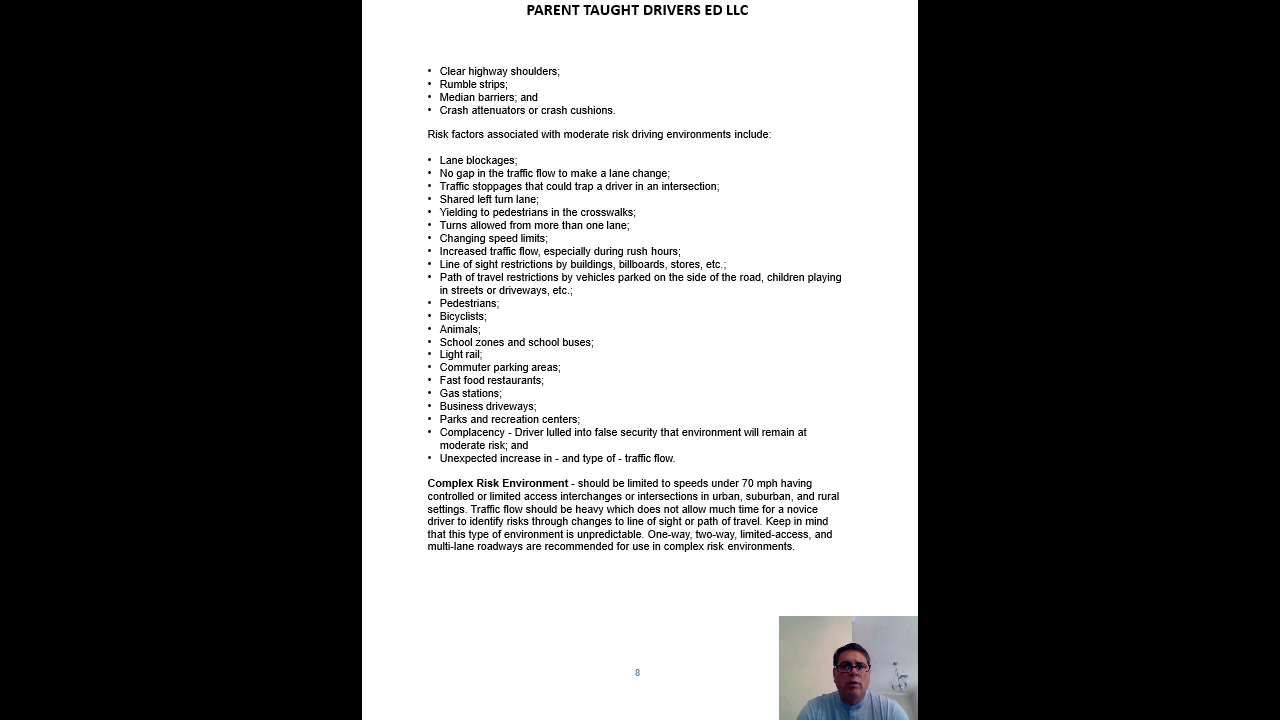 PARENT TAUGHT DRIVERS ED LLC
• Clear highway shoulders;
• Rumble strips;
• Median barriers; and
• Crash attenuators or crash cushions.
Risk factors associated with moderate risk driving environments include:
• Lane blockages;
• No gap in the traffic flow to make a lane change;
• Traffic stoppages that could trap a driver in an intersection;
• Shared left turn lane;
• Yielding to pedestrians in the crosswalks;
• Turns allowed from more than one lane;
• Changing speed limits;
• Increased traffic flow, especially during rush hours;
• Line of sight restrictions by buildings, billboards, stores, etc.;
• Path of travel restrictions by vehicles parked on the side of the road, children playing
in streets or driveways, etc.;
• Pedestrians;
• Bicyclists;
• Animals;
• School zones and school buses;
• Light rail;
• Commuter parking areas;
• Fast food restaurants;
• Gas stations;
• Business driveways;
• Parks and recreation centers;
• Complacency - Driver lulled into false security that environment will remain at
moderate risk; and
• Unexpected increase in - and type of - traffic flow.
Complex Risk Environment - should be limited to speeds under 70 mph having
controlled or limited access interchanges or intersections in urban, suburban, and rural
settings. Traffic flow should be heavy which does not allow much time for a novice
driver to identify risks through changes to line of sight or path of travel. Keep in mind
that this type of environment is unpredictable. One-way, two-way, limited-access, and
multi-lane roadways are recommended for use in complex risk environments.
8